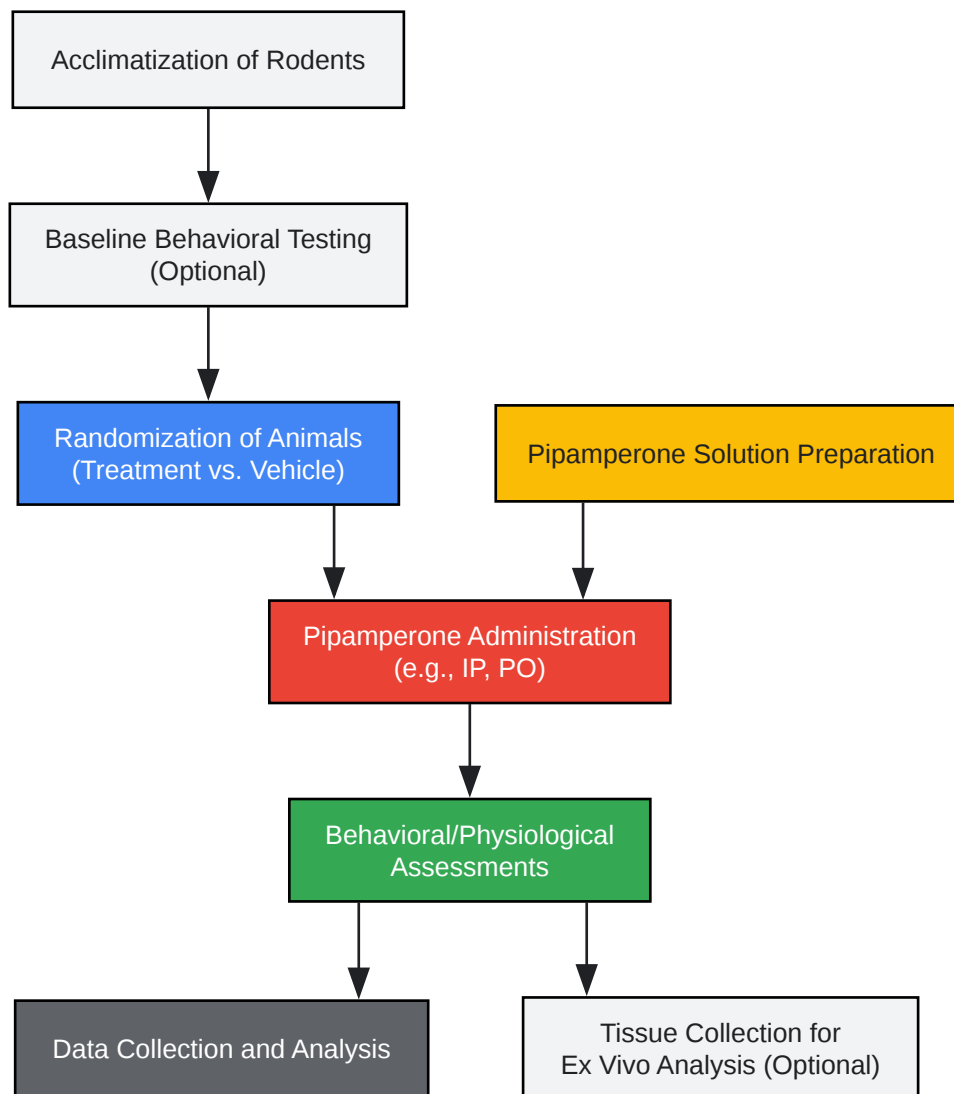 Acclimatization of Rodents
Baseline Behavioral Testing
(Optional)
Randomization of Animals
(Treatment vs. Vehicle)
Pipamperone Solution Preparation
Pipamperone Administration
(e.g., IP, PO)
Behavioral/Physiological
Assessments
Data Collection and Analysis
Tissue Collection for
Ex Vivo Analysis (Optional)